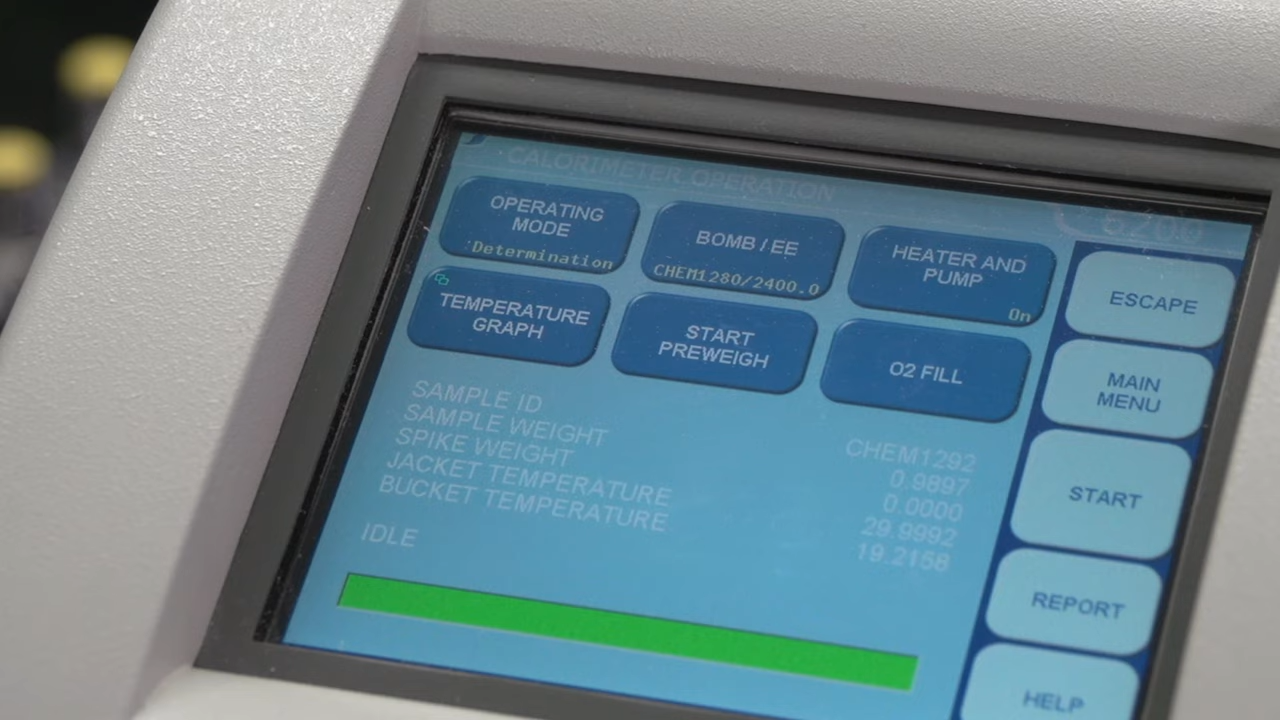 CALORIMETER OPERATION
OPERATING
MODE
Determination
BOMB / EE
CHEM1280/2400.0
HEATER AND
PUMP
On
TEMPERATURE
GRAPH
START
PREWEIGH
O2 FILL
SAMPLE ID CHEM1292
SAMPLE WEIGHT 0.9897
SPIKE WEIGHT 0.0000
JACKET TEMPERATURE 29.9992
BUCKET TEMPERATURE 19.2158
IDLE
ESCAPE
MAIN
MENU
START
REPORT
HELP